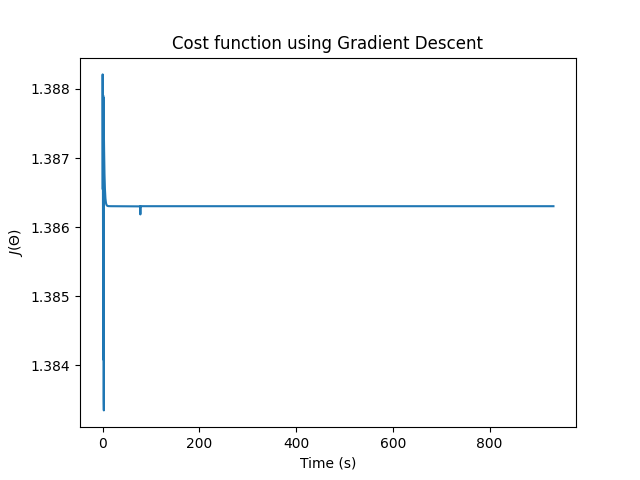 Cost function using Gradient Descent
1.388
1.387
1.386
1.385
1.384
J(Θ)
0 200 400 600 800
Time (s)